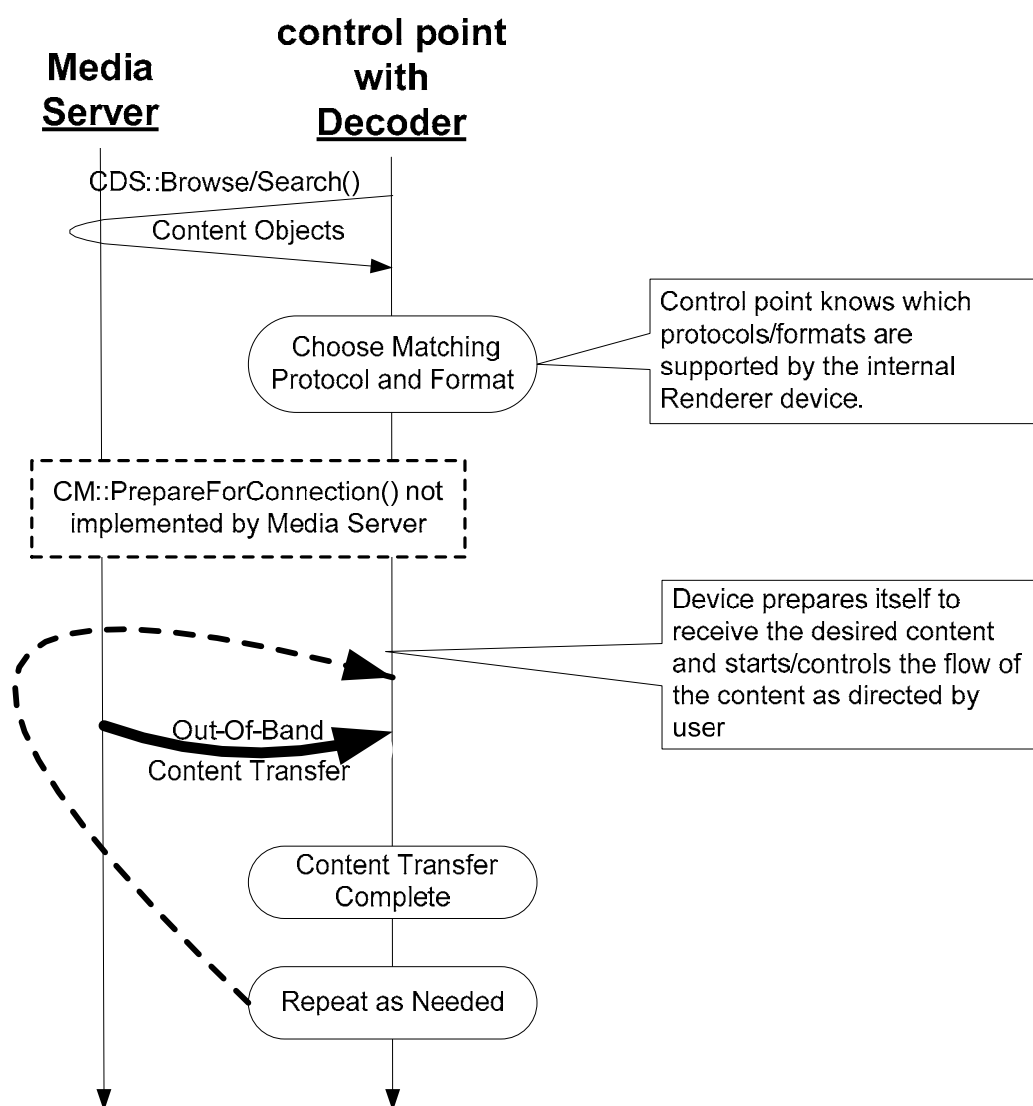 Media
Server
control point
with
Decoder
CDS::Browse/Search()
Content Objects
Choose Matching
Protocol and Format
Control point knows which
protocols/formats are
supported by the internal
Renderer device.
CM::PrepareForConnection() not
implemented by Media Server
Device prepares itself to
receive the desired content
and starts/controls the flow of
the content as directed by
user
Out-Of-Band
Content Transfer
Content Transfer
Complete
Repeat as Needed